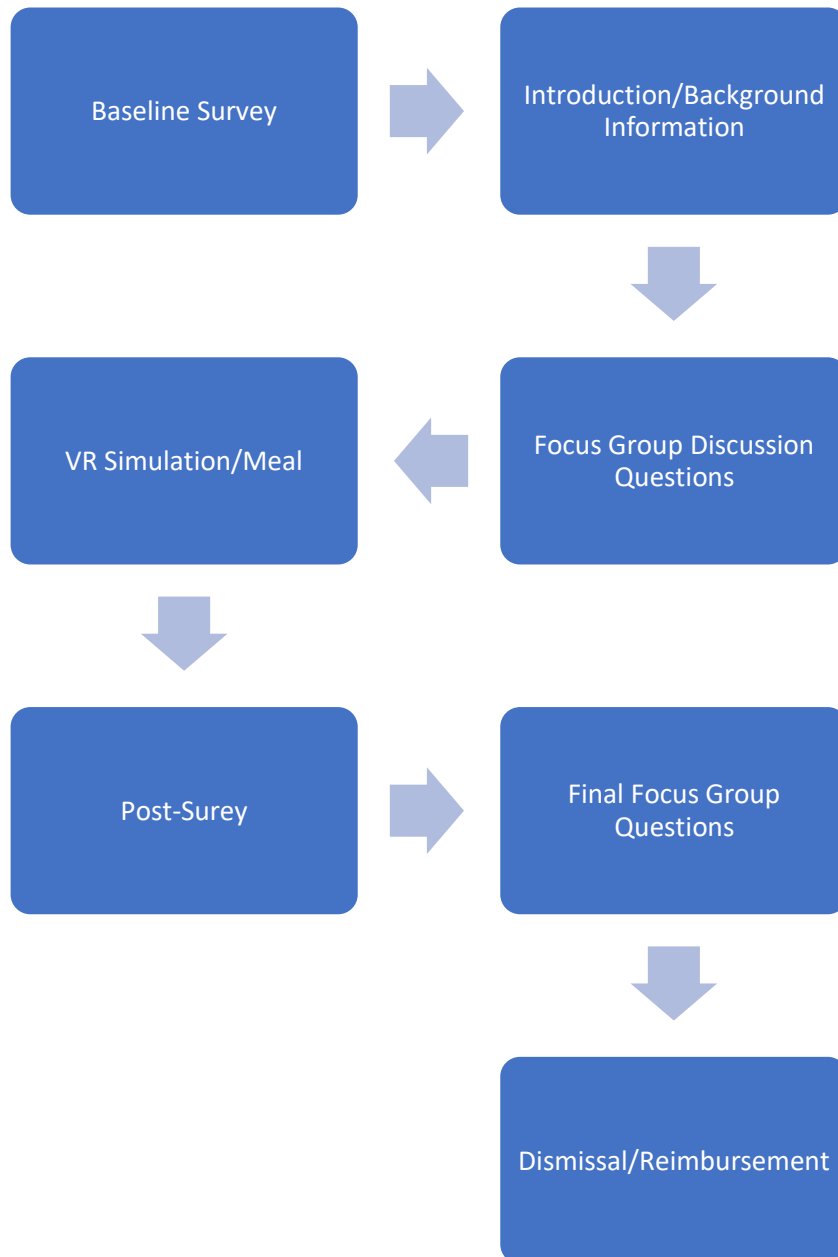 Baseline Survey
Introduction/Background
Information
Focus Group Discussion
Questions
VR Simulation/Meal
Post-Surey
Final Focus Group
Questions
Dismissal/Reimbursement